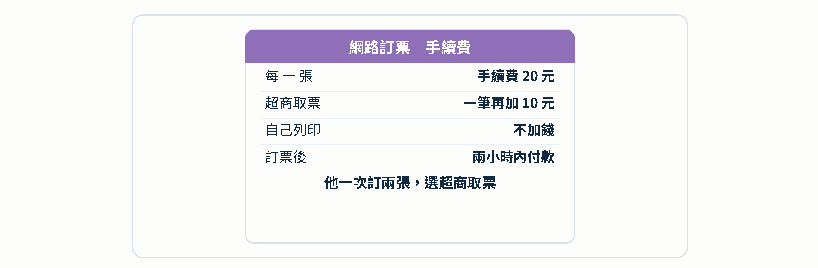 網路訂票　手續費
每一張　手續費 20 元
超商取票　一筆再加 10 元
自己列印　不加錢
訂票後　兩小時內付款
他一次訂兩張，選超商取票